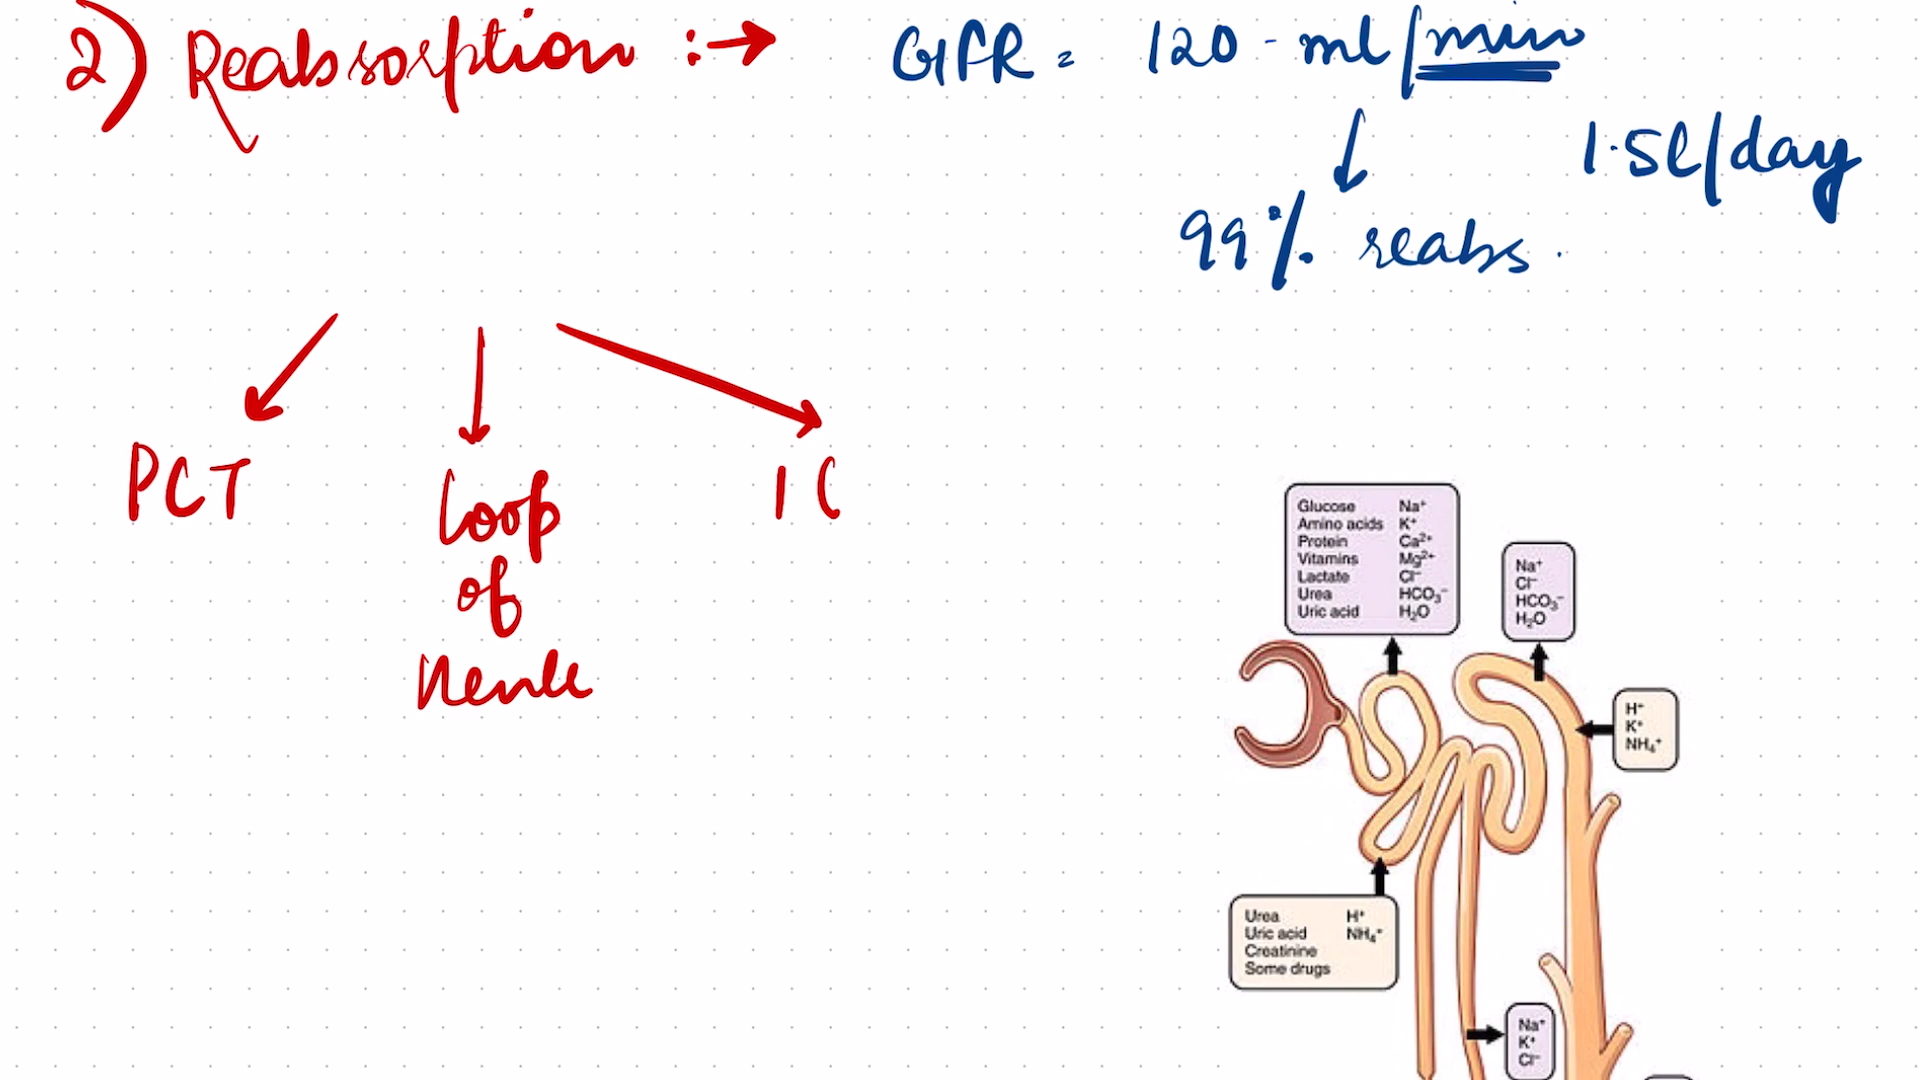 2) Reabsorption :→ GFR = 120 - ml/min
1.5l/day
99% reabs.
PCT
Loop
of
Henle
Glucose Na⁺
Amino acids K⁺
Protein Ca²⁺
Vitamins Mg²⁺
Lactate Cl⁻
Urea HCO₃⁻
Uric acid H₂O
Na⁺
Cl⁻
HCO₃⁻
H₂O
H⁺
K⁺
NH₄⁺
Urea H⁺
Uric acid NH₄⁺
Creatinine
Some drugs
Na⁺
K⁺
Cl⁻